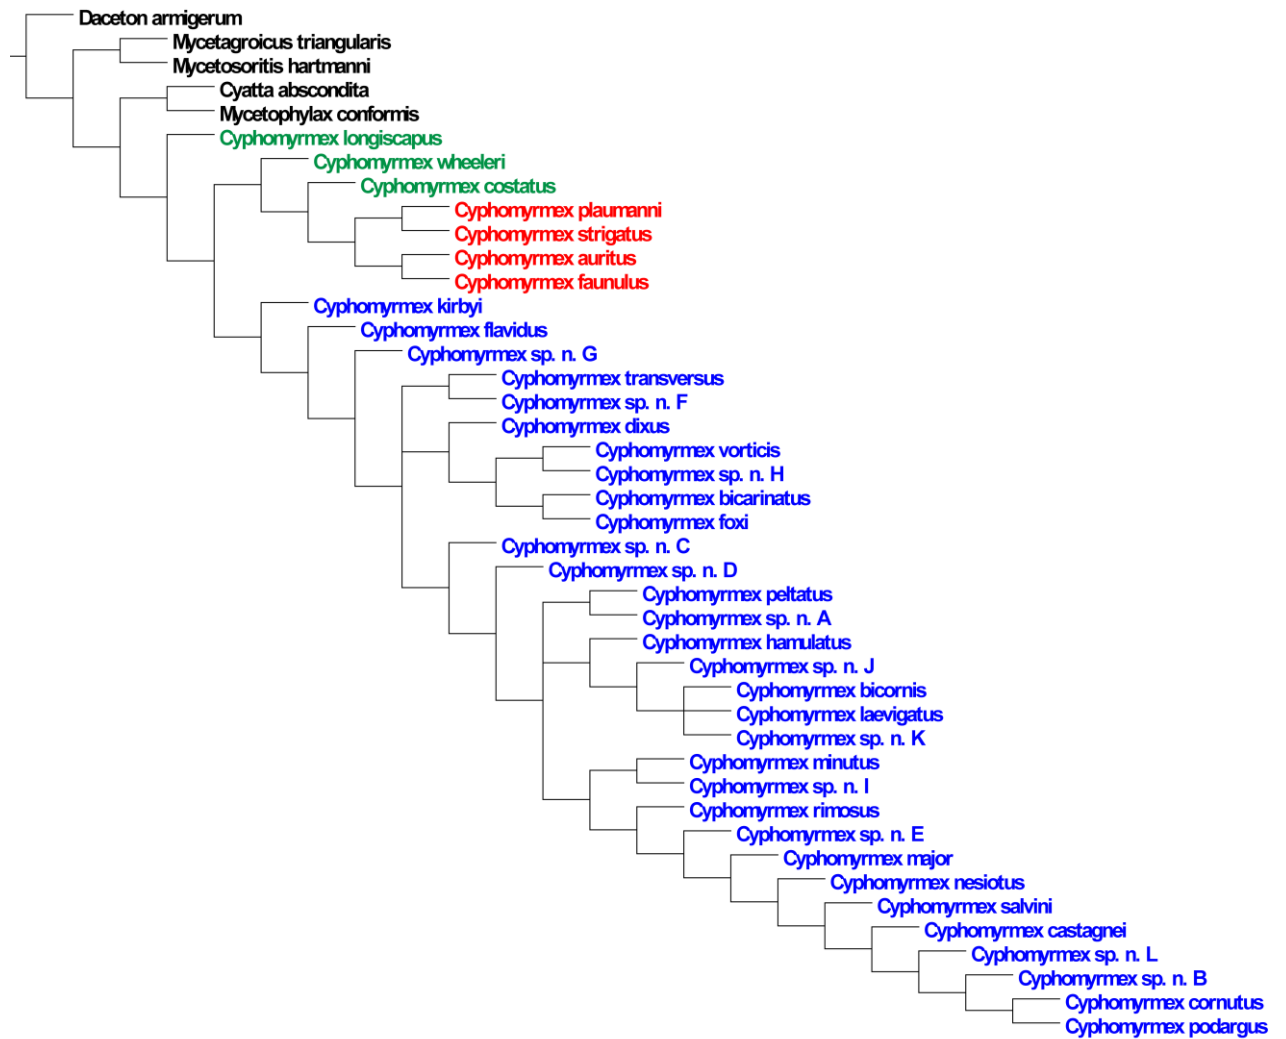 Daceton armigerum
Mycetagroicus triangularis
Mycetosoritis hartmanni
Cyatta abscondita
Mycetophylax conformis
Cyphomyrmex longiscapus
Cyphomyrmex wheeleri
Cyphomyrmex costatus
Cyphomyrmex plaumanni
Cyphomyrmex strigatus
Cyphomyrmex auritus
Cyphomyrmex faunulus
Cyphomyrmex kirbyi
Cyphomyrmex flavidus
Cyphomyrmex sp. n. G
Cyphomyrmex transversus
Cyphomyrmex sp. n. F
Cyphomyrmex dixus
Cyphomyrmex vorticis
Cyphomyrmex sp. n. H
Cyphomyrmex bicarinatus
Cyphomyrmex foxi
Cyphomyrmex sp. n. C
Cyphomyrmex sp. n. D
Cyphomyrmex peltatus
Cyphomyrmex sp. n. A
Cyphomyrmex hamulatus
Cyphomyrmex sp. n. J
Cyphomyrmex bicornis
Cyphomyrmex laevigatus
Cyphomyrmex sp. n. K
Cyphomyrmex minutus
Cyphomyrmex sp. n. I
Cyphomyrmex rimosus
Cyphomyrmex sp. n. E
Cyphomyrmex major
Cyphomyrmex nesiotus
Cyphomyrmex salvini
Cyphomyrmex castagnei
Cyphomyrmex sp. n. L
Cyphomyrmex sp. n. B
Cyphomyrmex cornutus
Cyphomyrmex podargus